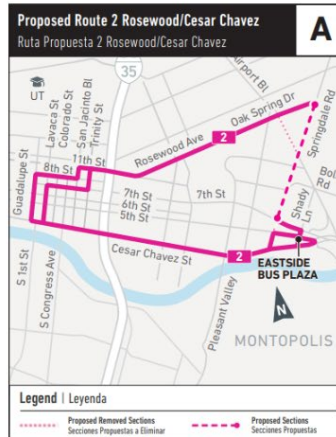 Proposed Route 2 Rosewood/Cesar Chavez
Ruta Propuesta 2 Rosewood/Cesar Chavez
A
35
UT
Lavaca St
Colorado St
San Jacinto Bl
Trinity St
Airport Bl
Oak Spring Dr
Springdale Rd
Guadalupe St
11th St
8th St
Rosewood Ave
2
7th St
6th St
5th St
7th St
Shady Ln
Rd
Cesar Chavez St
2
S 1st St
S Congress Ave
Pleasant Valley
EASTSIDE
BUS PLAZA
N
MONTOPOLIS
Legend | Leyenda
Proposed Removed Sections
Secciones Propuestas a Eliminar
Proposed Sections
Secciones Propuestas